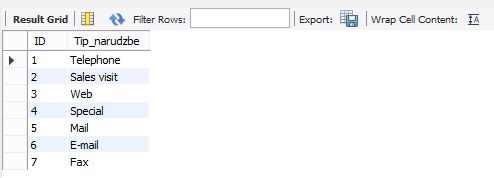 Result Grid Filter Rows: Export: Wrap Cell Content: IA
ID Tip_narudzbe
1 Telephone
2 Sales visit
3 Web
4 Special
5 Mail
6 E-mail
7 Fax